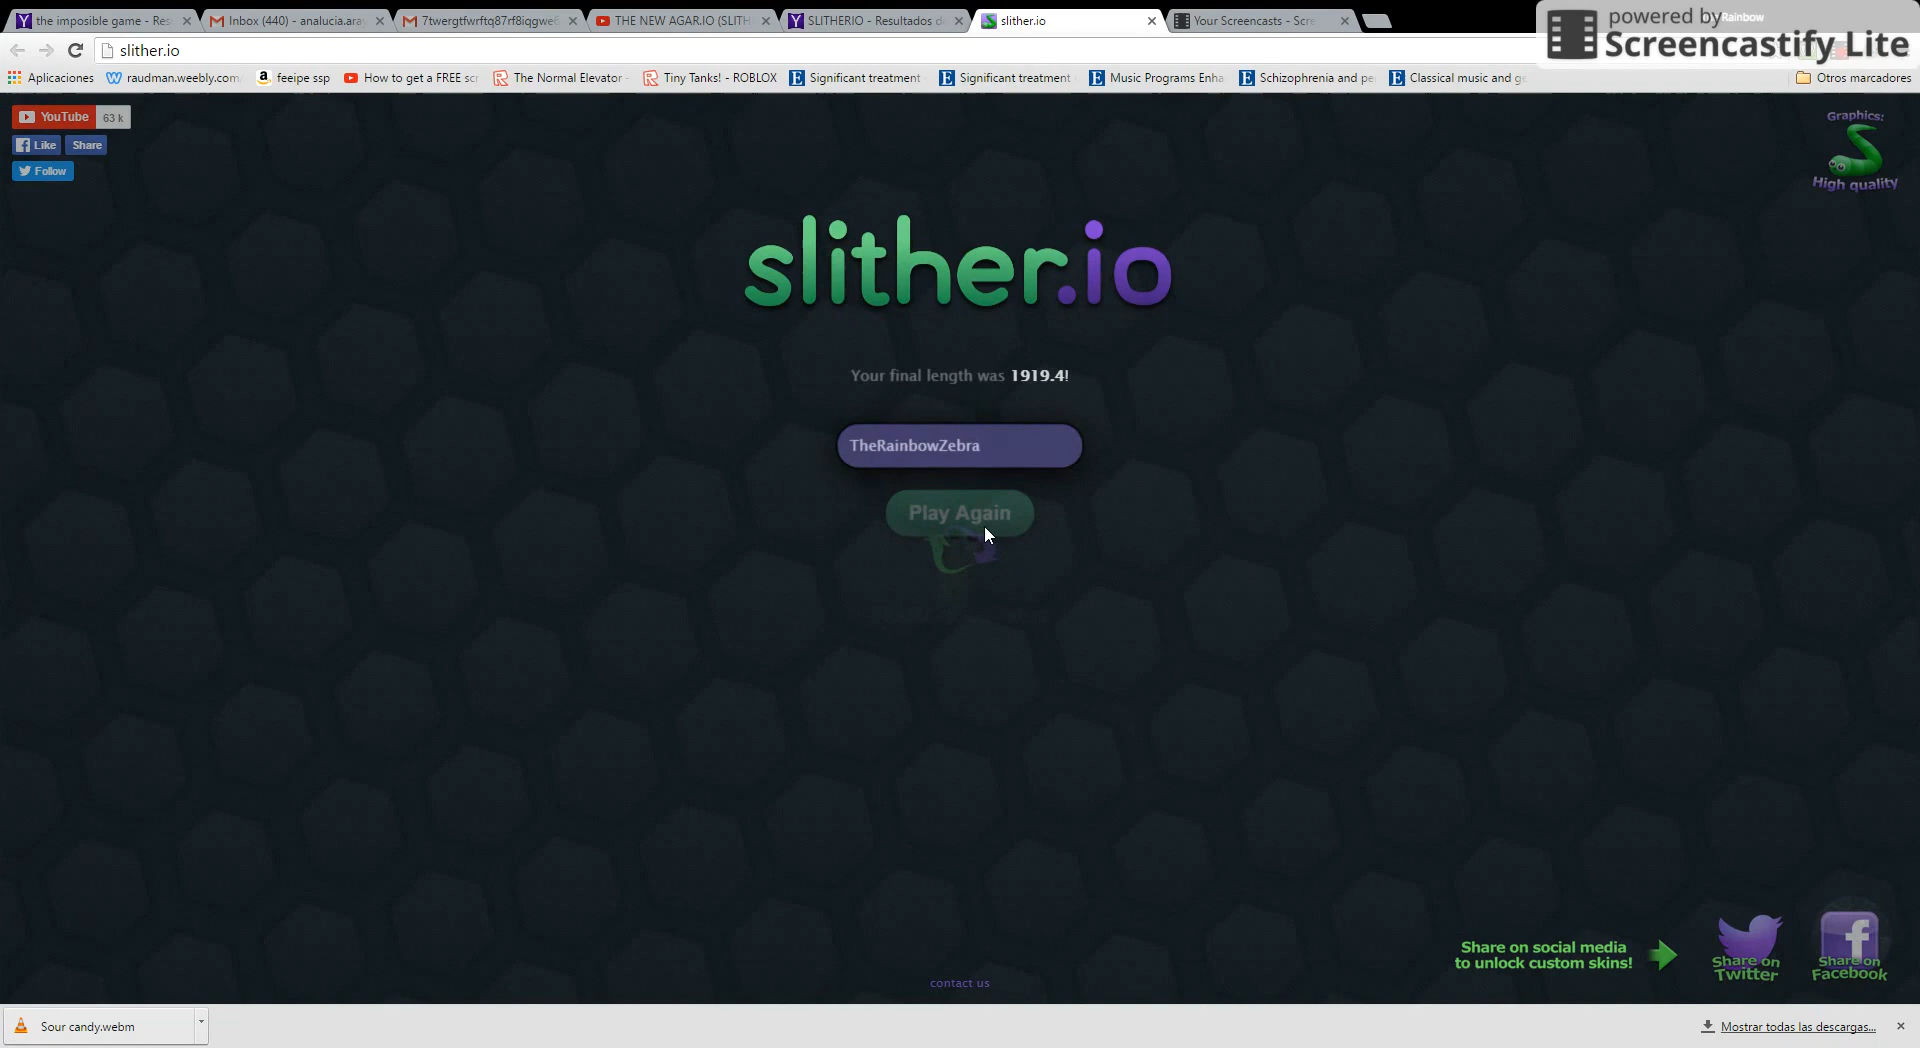 the imposible game - Res
Inbox (440) - analucia.ara
7twergtfwrftq87rf8iqgwe
THE NEW AGAR.IO (SLITH
SLITHERIO - Resultados d
slither.io
Your Screencasts - Scre
powered by
Rainbow
Screencastify Lite
slither.io
Aplicaciones
raudman.weebly.com
feeipe ssp
How to get a FREE sc
The Normal Elevator -
Tiny Tanks! - ROBLOX
Significant treatment
Significant treatment
Music Programs Enha
Schizophrenia and pe
Classical music and ge
Otros marcadores
YouTube 63 k
Like Share
Follow
Graphics:
High quality
slither.io
Your final length was 1919.4!
TheRainbowZebra
Play Again
Share on social media
to unlock custom skins!
Share on
Twitter
Share on
Facebook
contact us
Sour candy.webm
Mostrar todas las descargas...